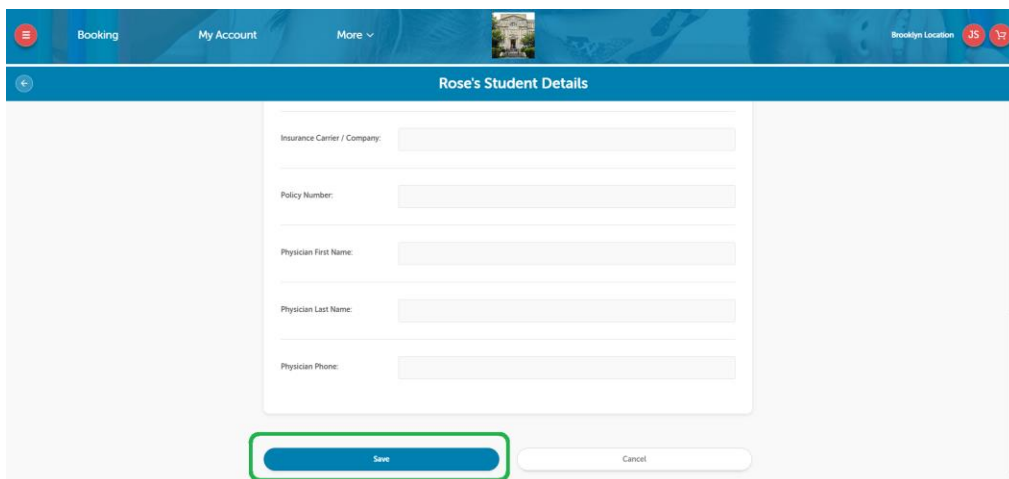 Booking My Account More Brooklyn Location JS
Rose's Student Details
Insurance Carrier / Company:
Policy Number:
Physician First Name:
Physician Last Name:
Physician Phone:
Save Cancel